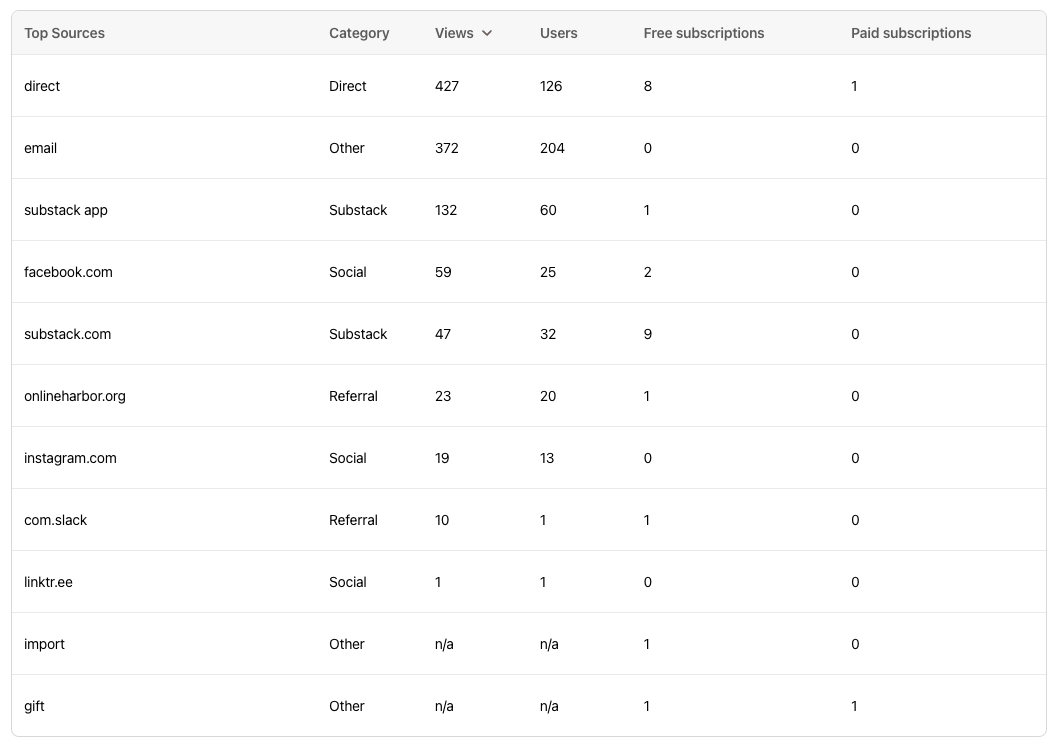 Top Sources Category Views Users Free subscriptions Paid subscriptions
direct Direct 427 126 8 1
email Other 372 204 0 0
substack app Substack 132 60 1 0
facebook.com Social 59 25 2 0
substack.com Substack 47 32 9 0
onlineharbor.org Referral 23 20 1 0
instagram.com Social 19 13 0 0
com.slack Referral 10 1 1 0
linktr.ee Social 1 1 0 0
import Other n/a n/a 1 0
gift Other n/a n/a 1 1